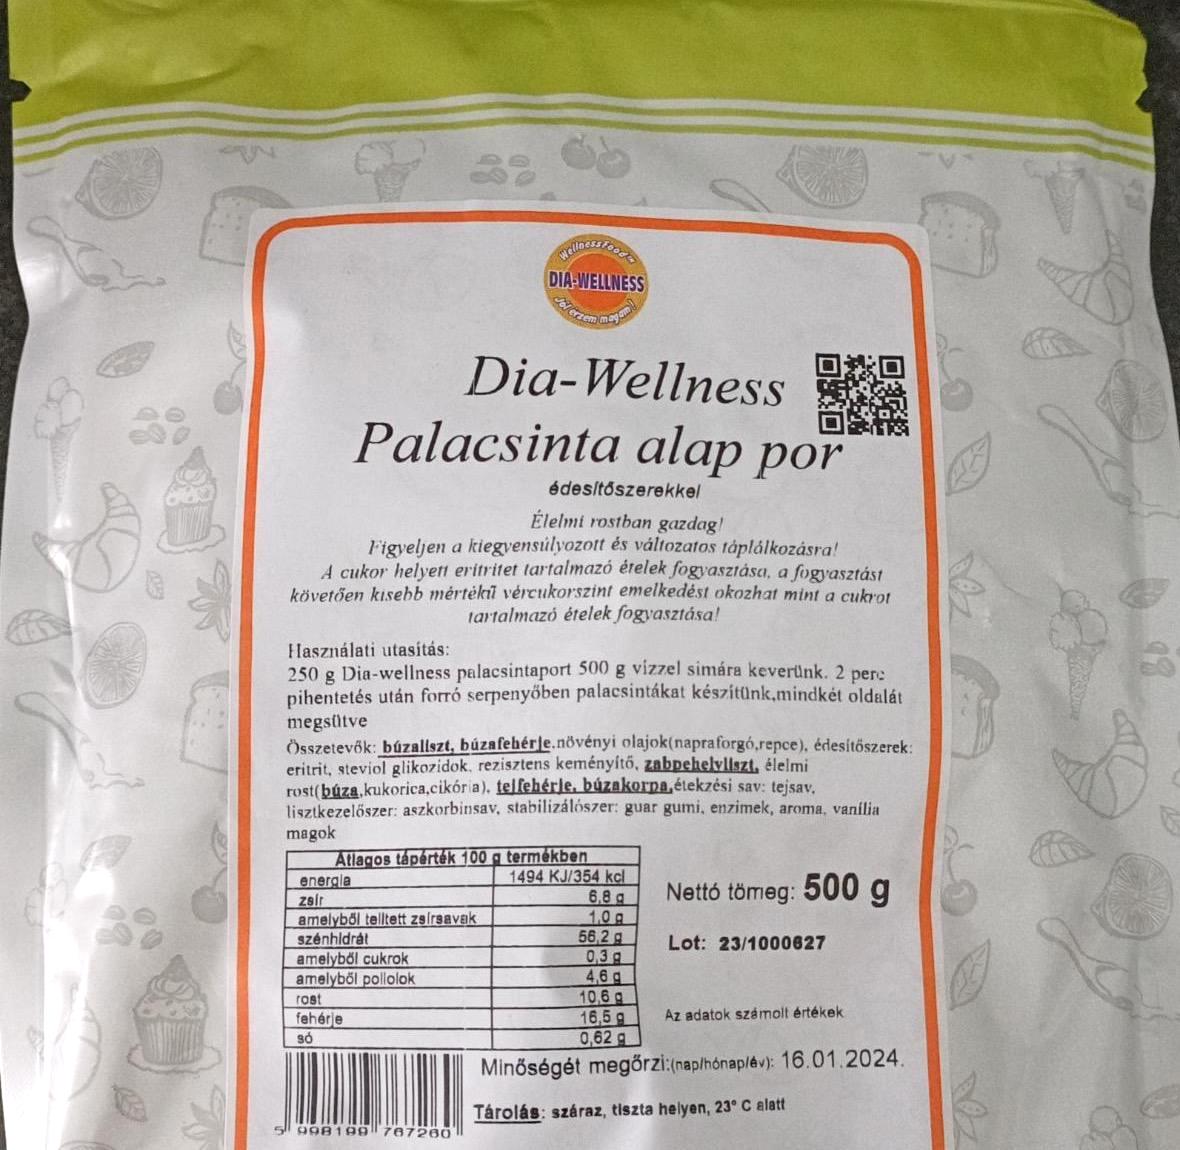 WellnessFood™
DIA-WELLNESS
Jól érzem magam!
Dia-Wellness
Palacsinta alap por
édesítőszerekkel
Élelmi rostban gazdag!
Figyeljen a kiegyensúlyozott és változatos táplálkozásra!
A cukor helyett eritritet tartalmazó ételek fogyasztása, a fogyasztást
követően kisebb mértékű vércukorszint emelkedést okozhat mint a cukrot
tartalmazó ételek fogyasztása!
Használati utasítás:
250 g Dia-wellness palacsintaport 500 g vízzel simára keverünk. 2 perc
pihentetés után forró serpenyőben palacsintákat készítünk,mindkét oldalát
megsütve
Összetevők: búzaliszt, búzafehérje,növényi olajok(napraforgó,repce), édesítőszerek:
eritrit, steviol glikozidok, rezisztens keményítő, zabpehelyliszt, élelmi
rost(búza,kukorica,cikória), tejfehérje, búzakorpa,étekzési sav: tejsav,
lisztkezelőszer: aszkorbinsav, stabilizálószer: guar gumi, enzimek, aroma, vanília
magok
Átlagos tápérték 100 g termékben
energia 1494 KJ/354 kcl
zsír 6,8 g
amelyből telített zsírsavak 1,0 g
szénhidrát 56,2 g
amelyből cukrok 0,3 g
amelyből poliolok 4,6 g
rost 10,6 g
fehérje 16,5 g
só 0,62 g
Nettó tömeg: 500 g
Lot: 23/1000627
Az adatok számolt értékek
Minőségét megőrzi:(nap/hónap/év): 16.01.2024.
Tárolás: száraz, tiszta helyen, 23° C alatt
5 998199 767260